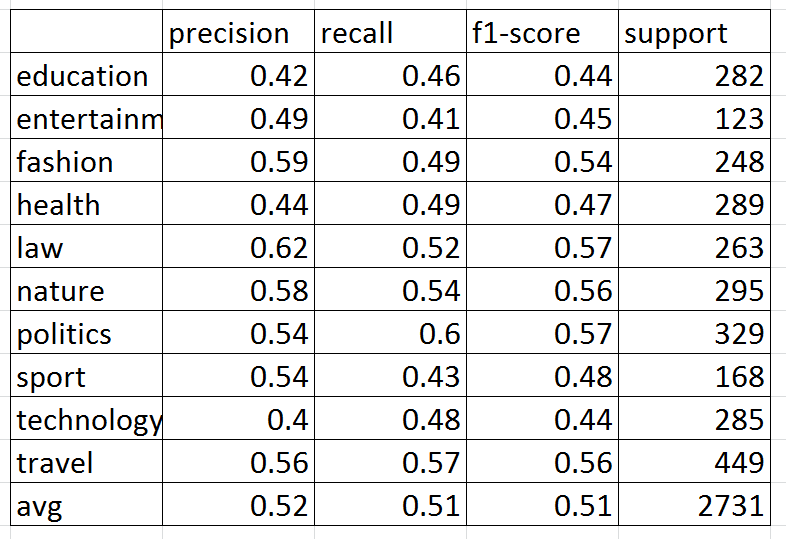 precision recall f1-score support
education 0.42 0.46 0.44 282
entertainm 0.49 0.41 0.45 123
fashion 0.59 0.49 0.54 248
health 0.44 0.49 0.47 289
law 0.62 0.52 0.57 263
nature 0.58 0.54 0.56 295
politics 0.54 0.6 0.57 329
sport 0.54 0.43 0.48 168
technology 0.4 0.48 0.44 285
travel 0.56 0.57 0.56 449
avg 0.52 0.51 0.51 2731